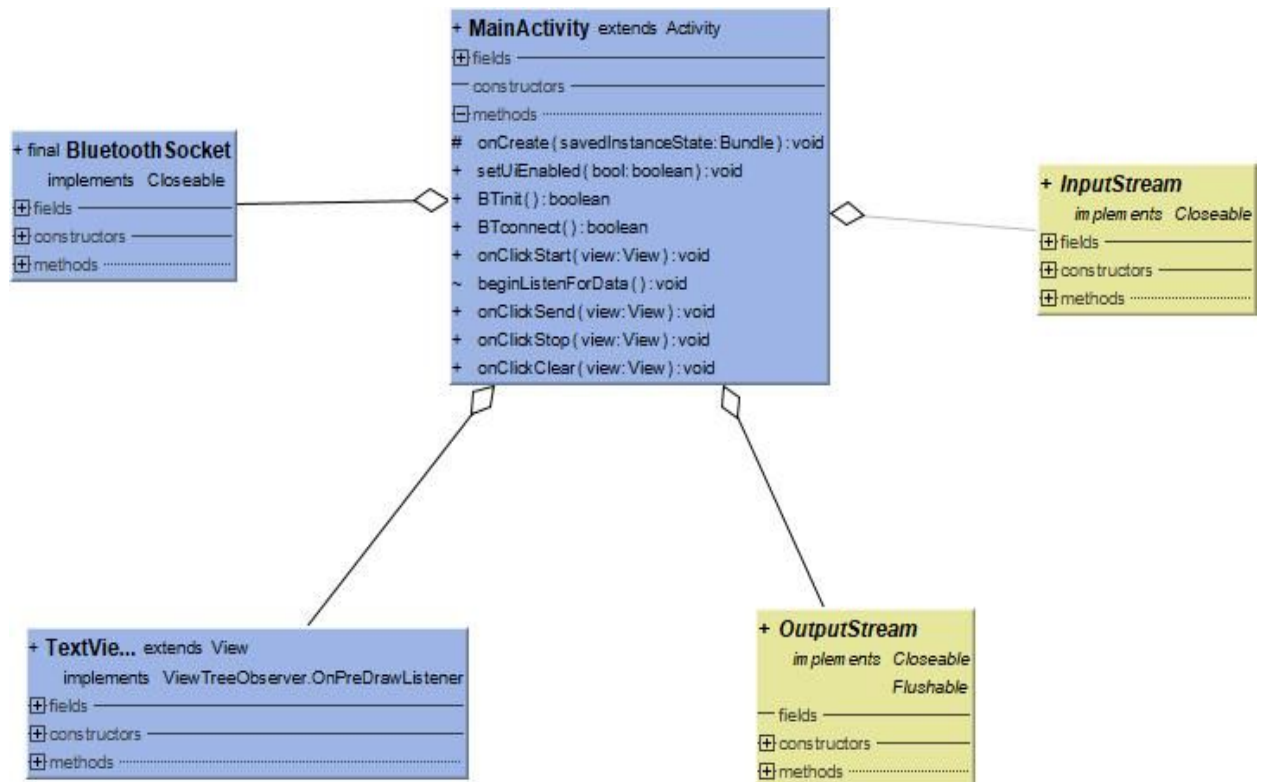 + MainActivity extends Activity
fields
constructors
methods
# onCreate(savedInstanceState:Bundle):void
+ setUiEnabled(bool:boolean):void
+ BTinit():boolean
+ BTconnect():boolean
+ onClickStart(view:View):void
~ beginListenForData():void
+ onClickSend(view:View):void
+ onClickStop(view:View):void
+ onClickClear(view:View):void
+ final BluetoothSocket
implements Closeable
fields
constructors
methods
+ InputStream
implements Closeable
fields
constructors
methods
+ TextVie... extends View
implements ViewTreeObserver.OnPreDrawListener
fields
constructors
methods
+ OutputStream
implements Closeable
Flushable
fields
constructors
methods